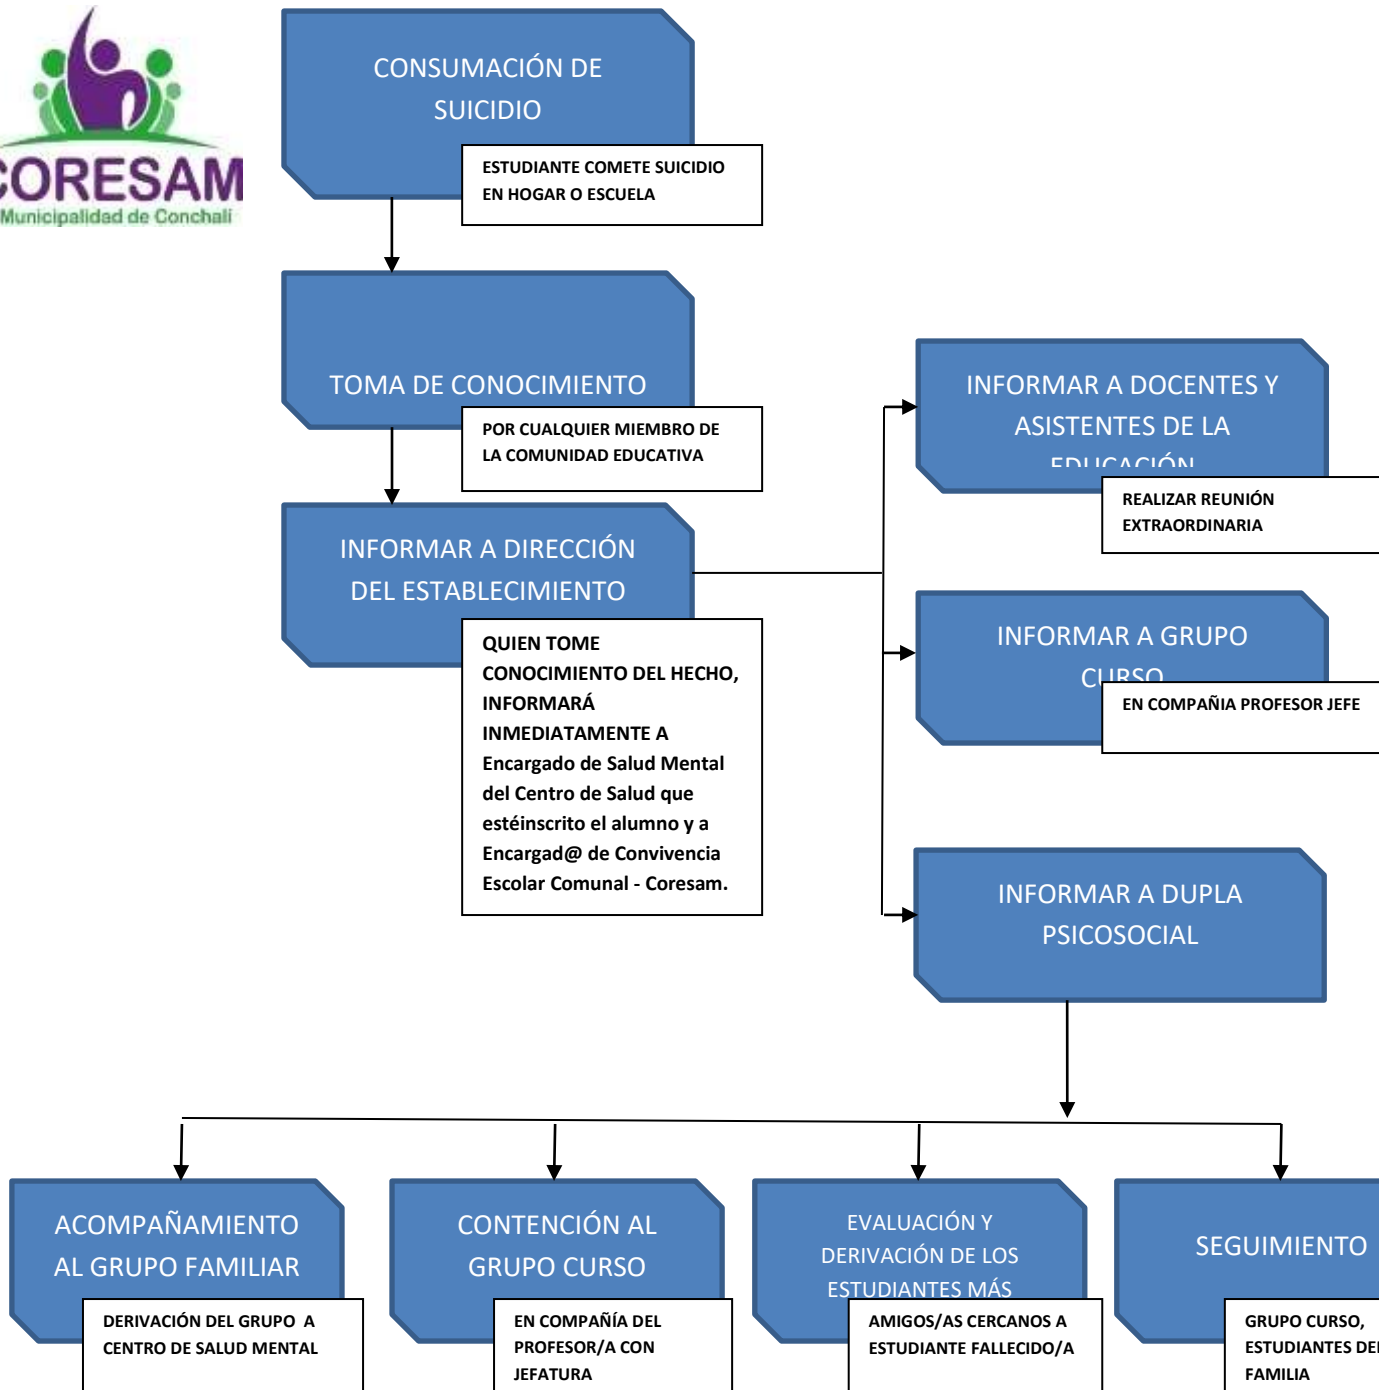 CORESAM
Municipalidad de Conchalí
CONSUMACIÓN DE
SUICIDIO
ESTUDIANTE COMETE SUICIDIO
EN HOGAR O ESCUELA
TOMA DE CONOCIMIENTO
POR CUALQUIER MIEMBRO DE
LA COMUNIDAD EDUCATIVA
INFORMAR A DIRECCIÓN
DEL ESTABLECIMIENTO
QUIEN TOME
CONOCIMIENTO DEL HECHO,
INFORMARÁ
INMEDIATAMENTE A
Encargado de Salud Mental
del Centro de Salud que
estéinscrito el alumno y a
Encargad@ de Convivencia
Escolar Comunal - Coresam.
INFORMAR A DOCENTES Y
ASISTENTES DE LA
EDUCACIÓN
REALIZAR REUNIÓN
EXTRAORDINARIA
INFORMAR A GRUPO
CURSO
EN COMPAÑIA PROFESOR JEFE
INFORMAR A DUPLA
PSICOSOCIAL
ACOMPAÑAMIENTO
AL GRUPO FAMILIAR
DERIVACIÓN DEL GRUPO A
CENTRO DE SALUD MENTAL
CONTENCIÓN AL
GRUPO CURSO
EN COMPAÑÍA DEL
PROFESOR/A CON
JEFATURA
EVALUACIÓN Y
DERIVACIÓN DE LOS
ESTUDIANTES MÁS
AMIGOS/AS CERCANOS A
ESTUDIANTE FALLECIDO/A
SEGUIMIENTO
GRUPO CURSO,
ESTUDIANTES
FAMILIA